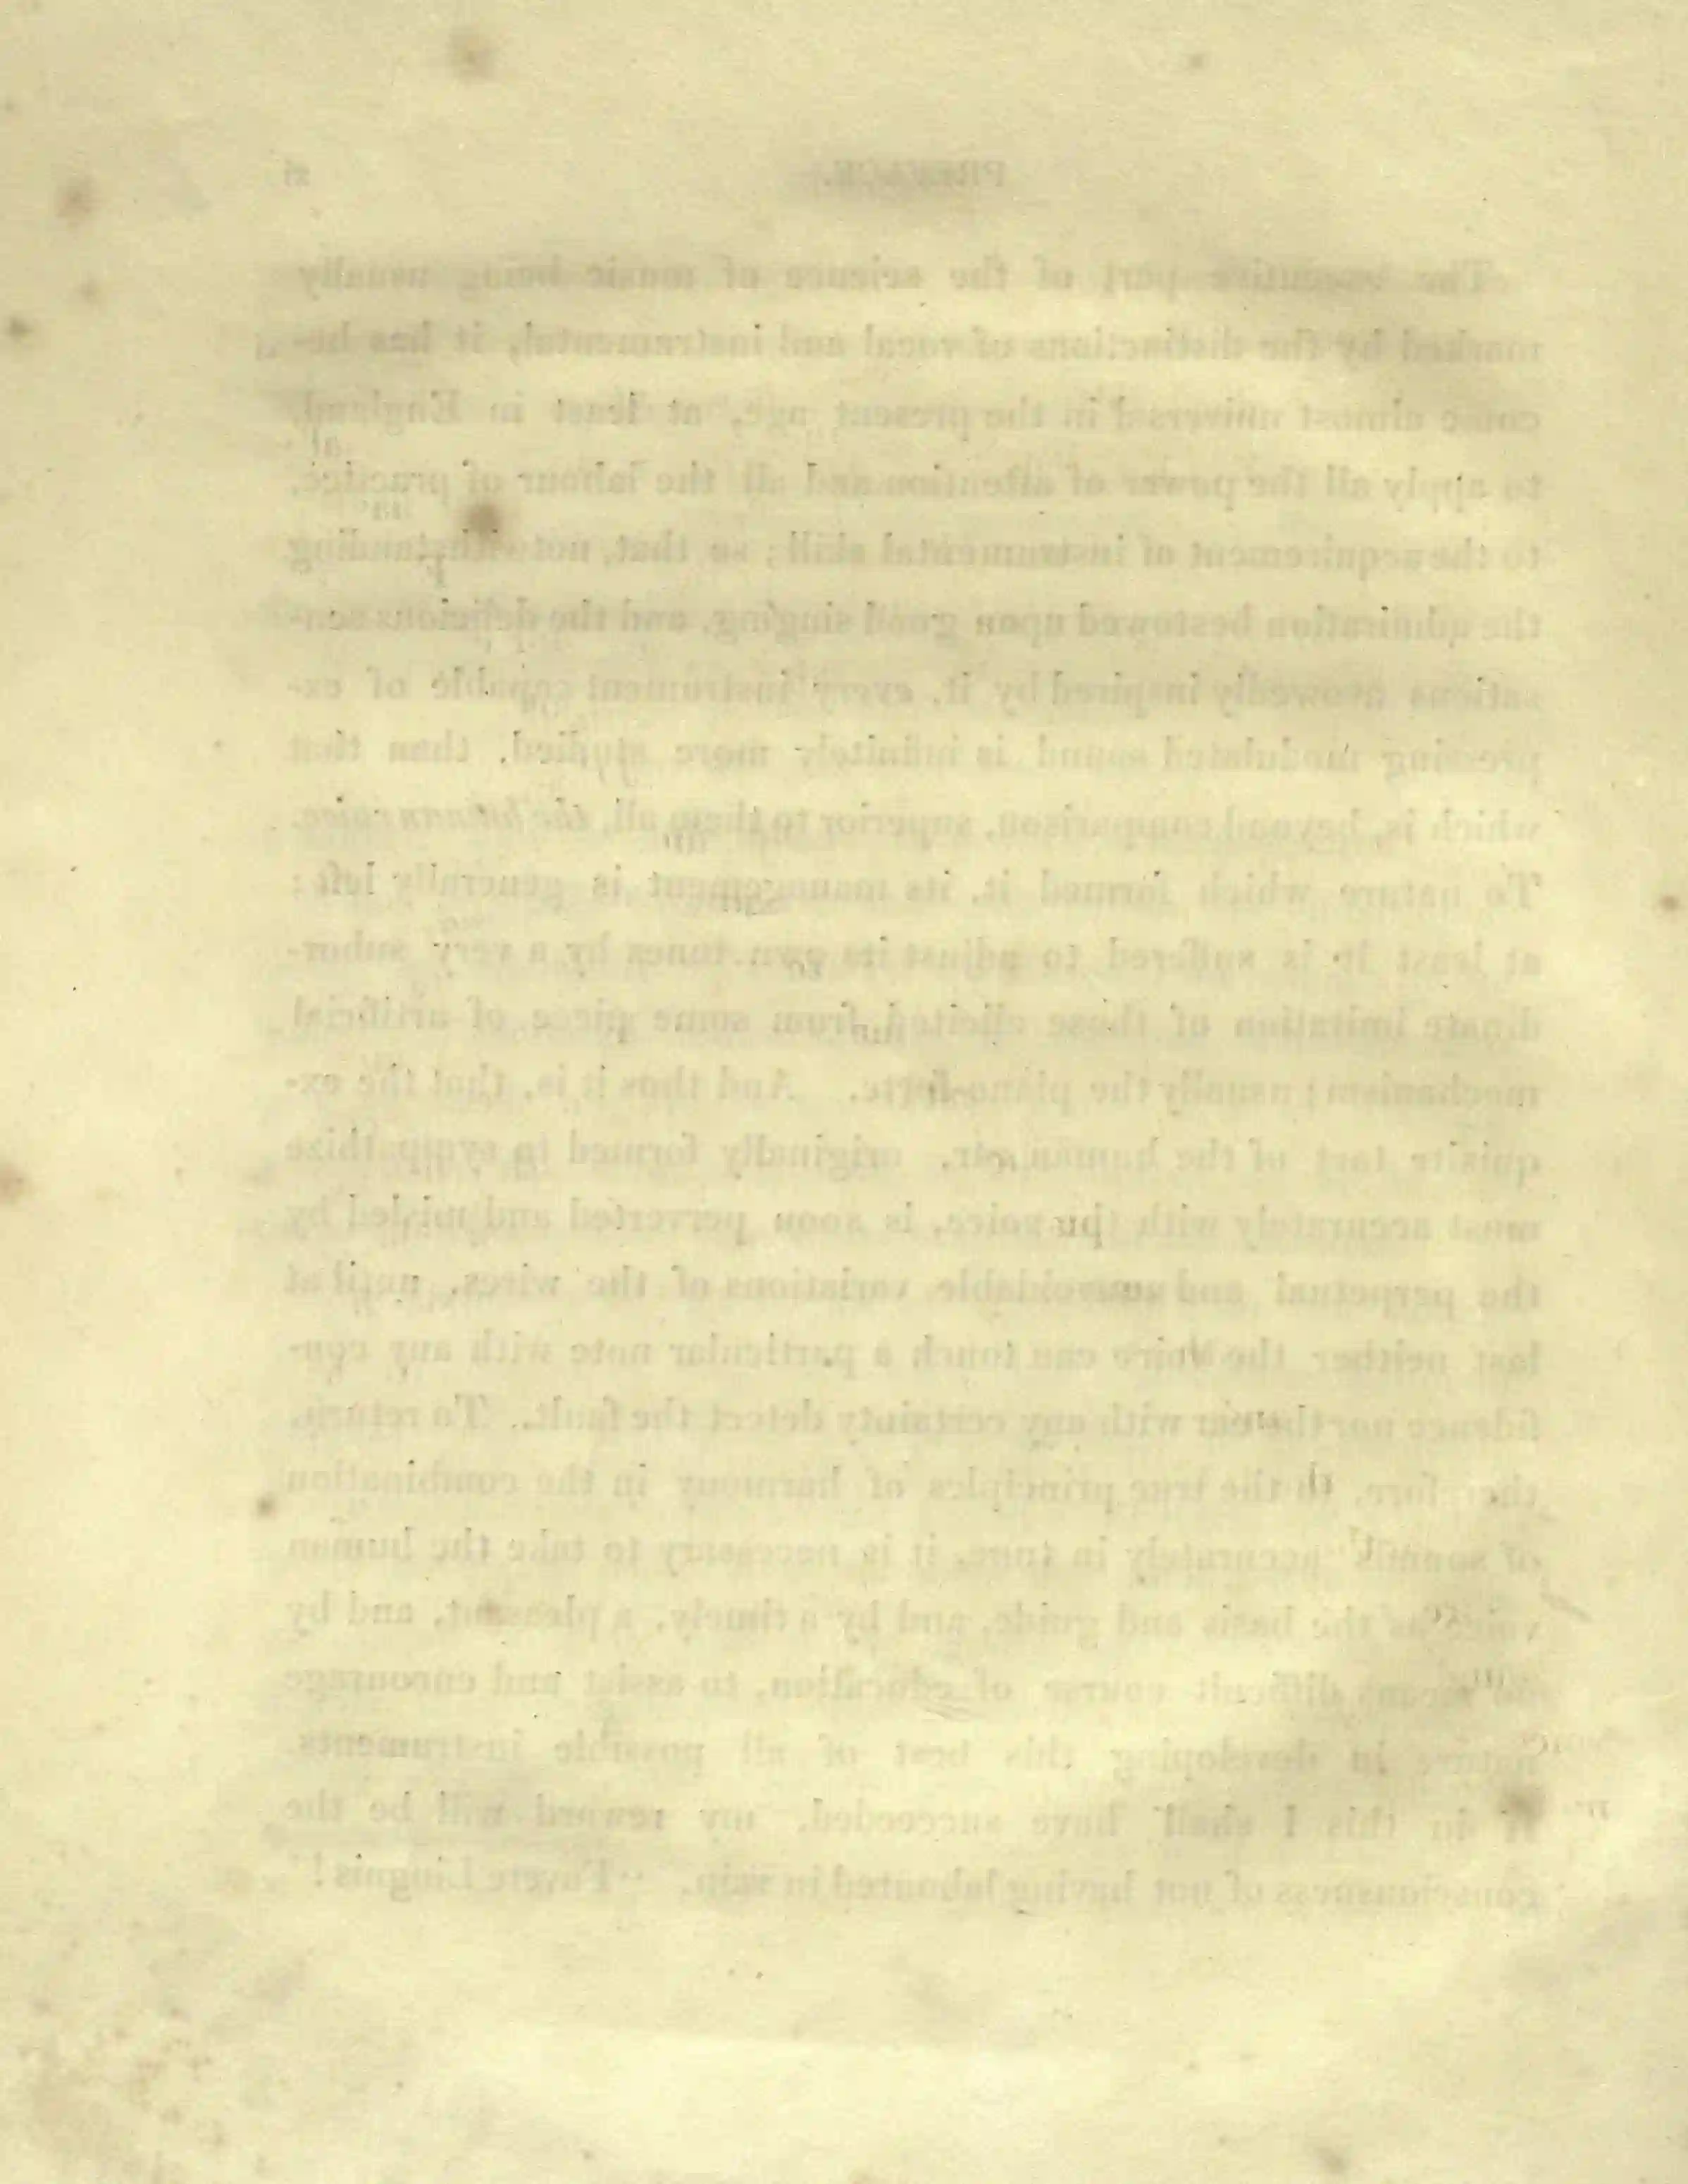 PREFACE. xi
The executive part of the science of music being usually
marked by the distinctions of vocal and instrumental, it has be-
come almost universal in the present age, at least in England,
to apply all the power of attention and all the labour of practice,
to the acquirement of instrumental skill; so that, notwithstanding
the admiration bestowed upon good singing, and the delicious sen-
sations avowedly inspired by it, every instrument capable of ex-
pressing modulated sound is infinitely more studied, than that
which is, beyond comparison, superior to them all, the human voice.
To nature which formed it, its management is generally left;
at least it is suffered to adjust its own tones by a very subor-
dinate imitation of those elicited from some piece of artificial
mechanism; usually the piano-forte. And thus it is, that the ex-
quisite tact of the human ear, originally formed to sympathize
most accurately with the voice, is soon perverted and misled by
the perpetual and unavoidable variations of the wires, until at
last neither the voice can touch a particular note with any con-
fidence nor the ear with any certainty detect the fault. To return,
therefore, to the true principles of harmony in the combination
of sounds accurately in tune, it is necessary to take the human
voice as the basis and guide, and by a timely, a pleasant, and by
no means difficult course of education, to assist and encourage
nature in developing this best of all possible instruments.
If in this I shall have succeeded, my reward will be the
consciousness of not having laboured in vain. "Favete Linguis!"